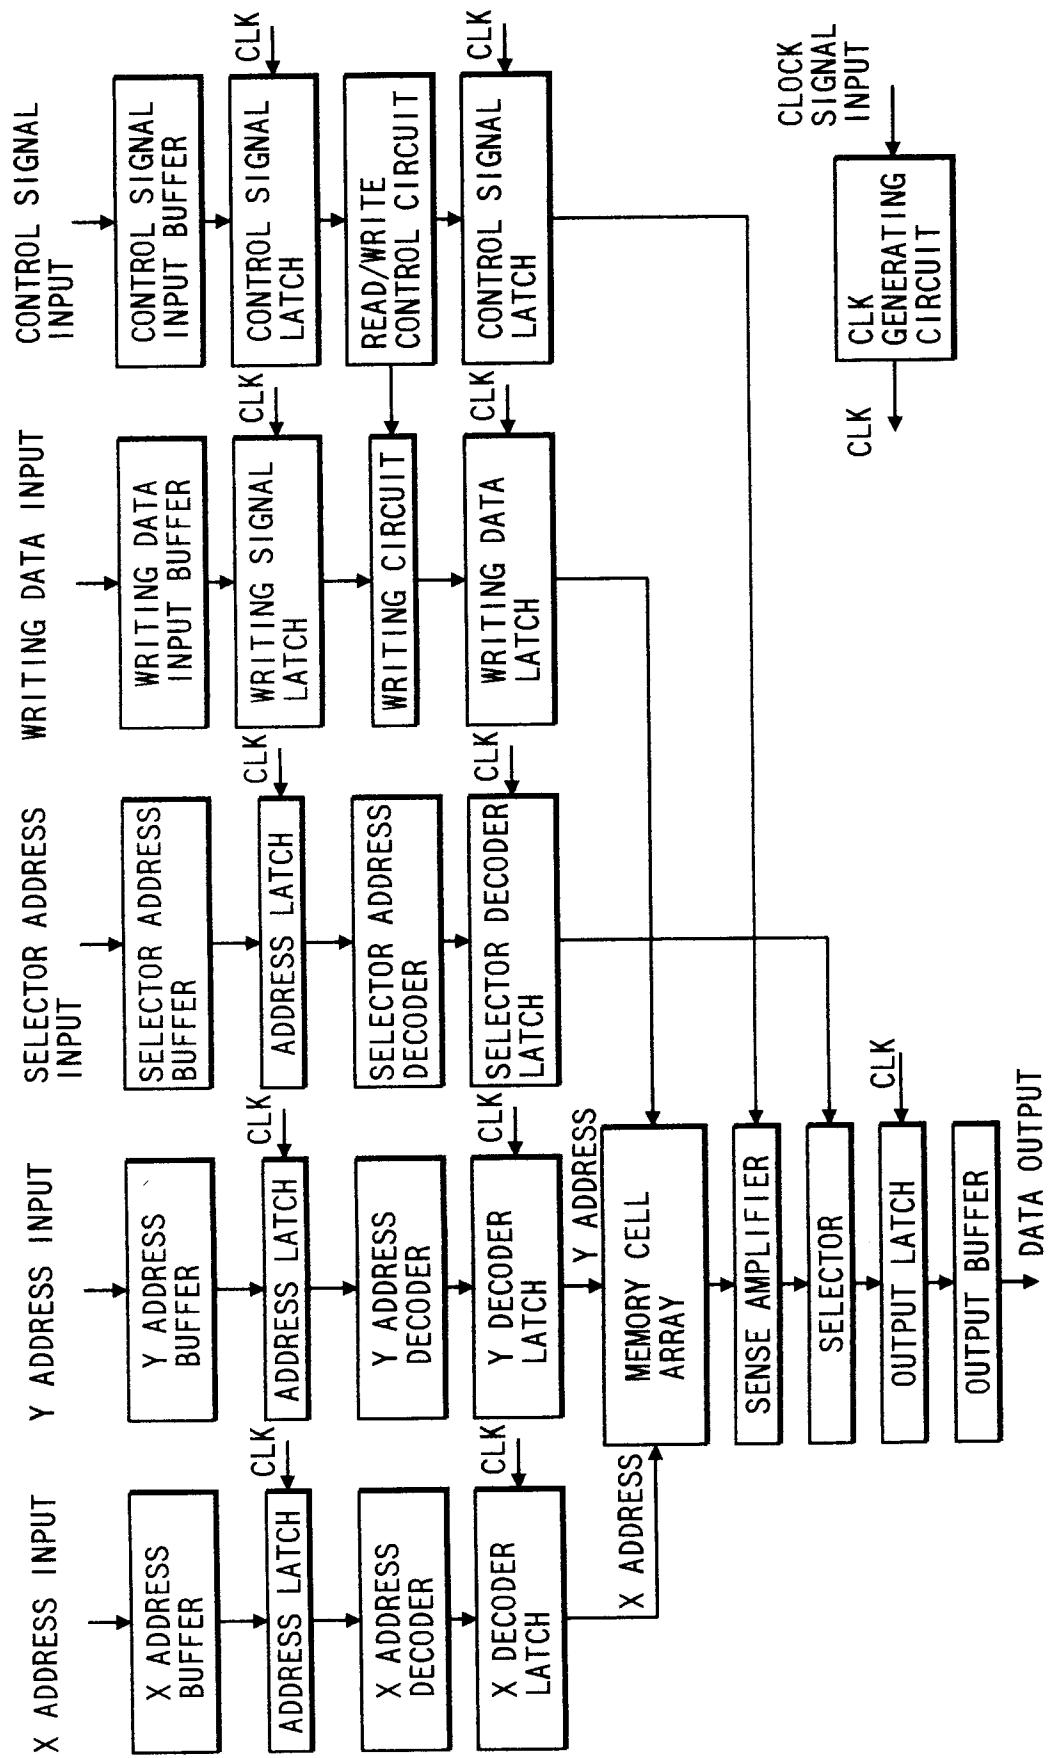 X ADDRESS INPUT
X ADDRESS
BUFFER
CLK
ADDRESS LATCH
X ADDRESS
DECODER
CLK
X DECODER
LATCH
X ADDRESS
Y ADDRESS INPUT
Y ADDRESS
BUFFER
CLK
ADDRESS LATCH
Y ADDRESS
DECODER
CLK
Y DECODER
LATCH
Y ADDRESS
MEMORY CELL
ARRAY
SENSE AMPLIFIER
SELECTOR
CLK
OUTPUT LATCH
OUTPUT BUFFER
DATA OUTPUT
SELECTOR ADDRESS
INPUT
SELECTOR ADDRESS
BUFFER
CLK
ADDRESS LATCH
SELECTOR ADDRESS
DECODER
CLK
SELECTOR DECODER
LATCH
WRITING DATA INPUT
WRITING DATA
INPUT BUFFER
CLK
WRITING SIGNAL
LATCH
WRITING CIRCUIT
CLK
WRITING DATA
LATCH
CONTROL SIGNAL
INPUT
CONTROL SIGNAL
INPUT BUFFER
CLK
CONTROL SIGNAL
LATCH
READ/WRITE
CONTROL CIRCUIT
CLK
CONTROL SIGNAL
LATCH
CLOCK
SIGNAL
INPUT
CLK
GENERATING
CIRCUIT
CLK